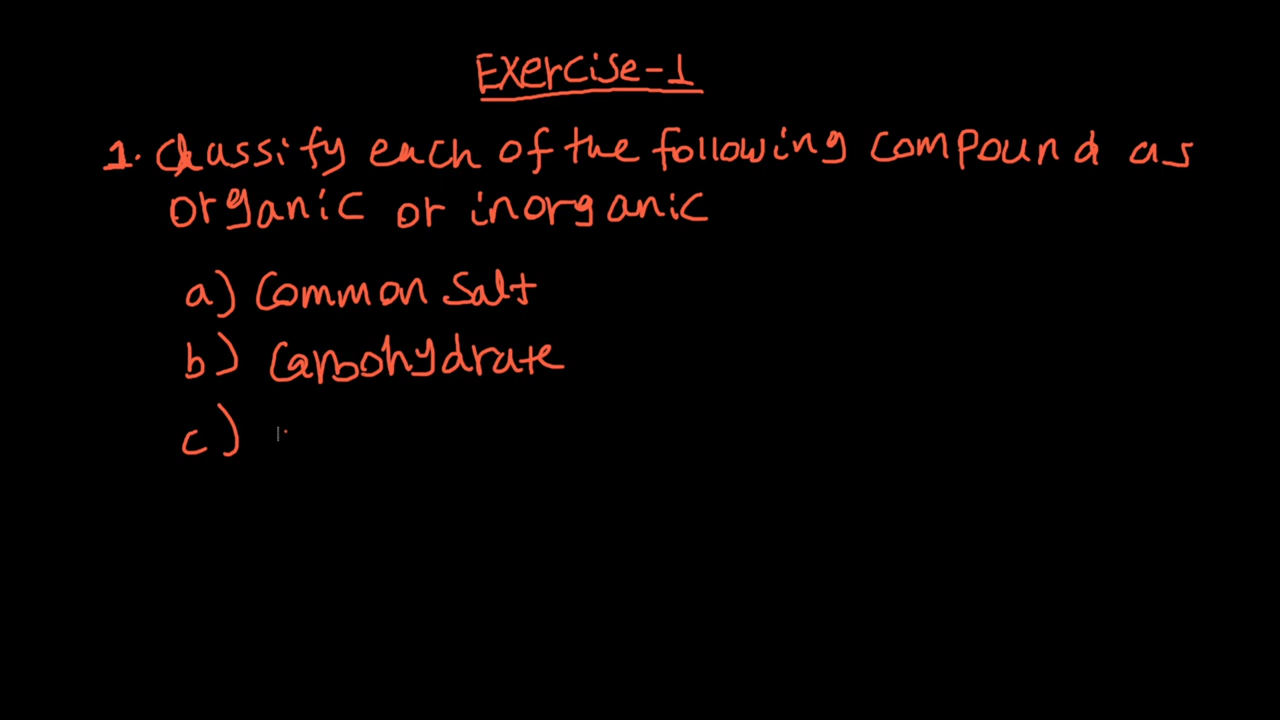 Exercise-1
1. Classify each of the following compound as
organic or inorganic
a) Common Salt
b) Carbohydrate
c)